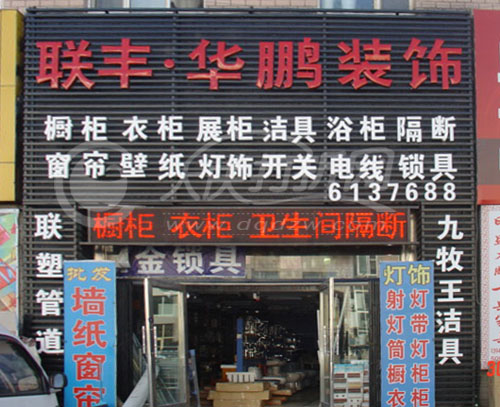 联丰·华鹏装饰
橱柜 衣柜 展柜 洁具 浴柜 隔断
窗帘 壁纸 灯饰 开关 电线 锁具
6137688
橱柜 衣柜 卫生间隔断
金锁具
联塑管道
九牧王洁具
批发
墙纸窗帘
灯饰
射灯筒橱衣
灯带灯柜柜